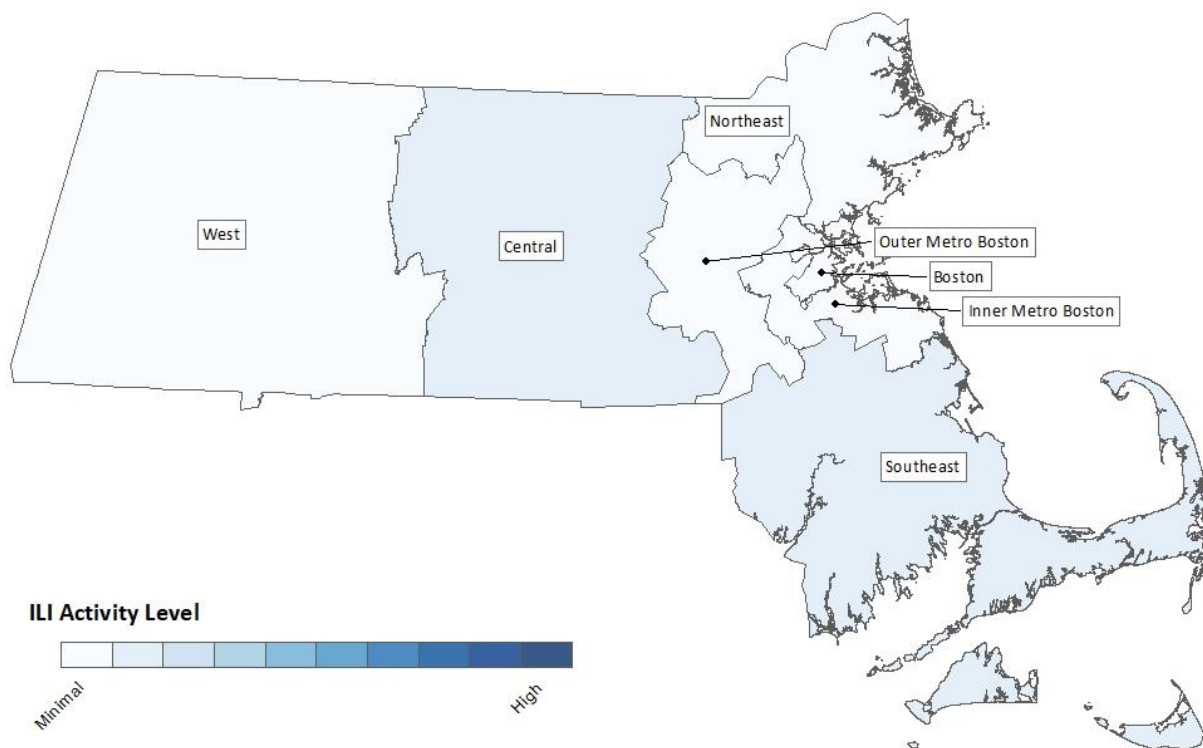 Northeast
West
Central
Outer Metro Boston
Boston
Inner Metro Boston
Southeast
ILI Activity Level
Minimal
High